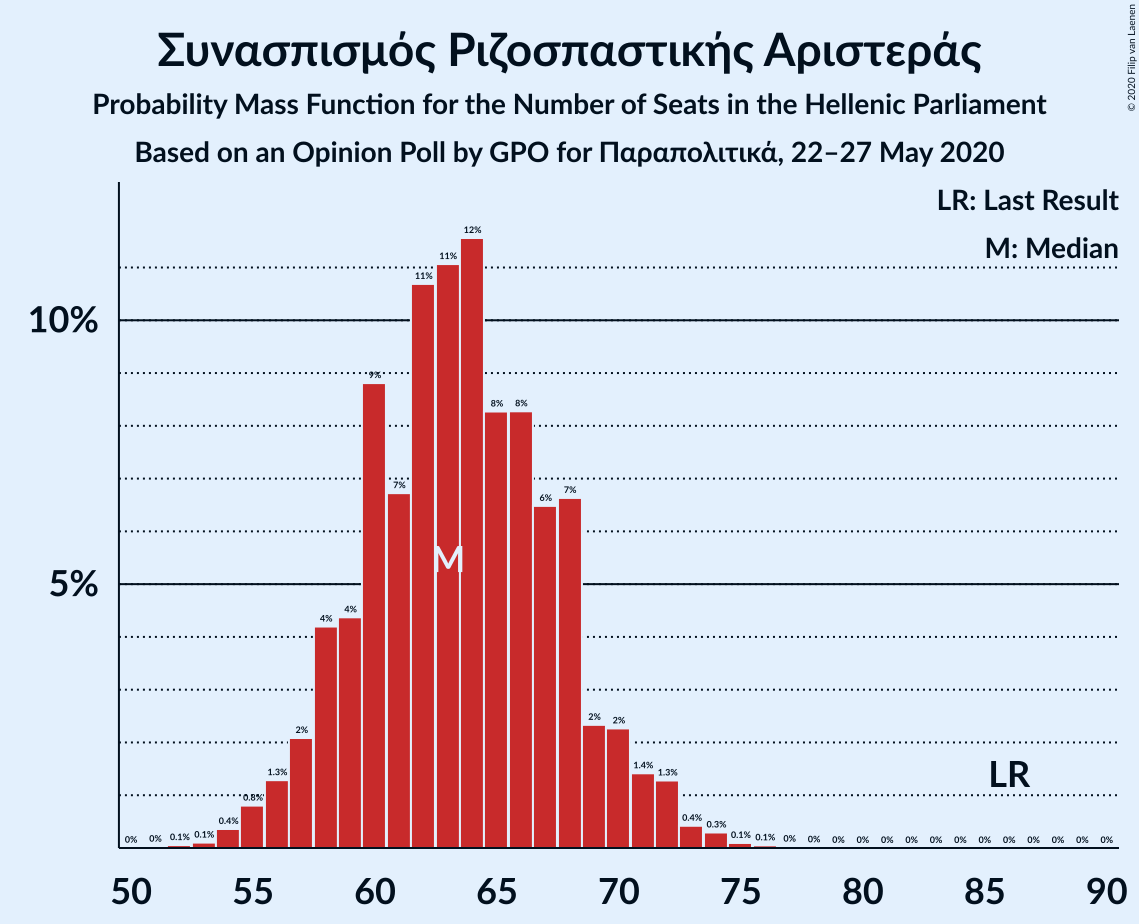 Συνασπισμός Ριζοσπαστικής Αριστεράς
Probability Mass Function for the Number of Seats in the Hellenic Parliament
Based on an Opinion Poll by GPO for Παραπολιτικά, 22–27 May 2020
© 2020 Filip van Laenen
LR: Last Result
M: Median
10%
5%
0% 0% 0.1% 0.1% 0.4% 0.8% 1.3% 2% 4% 4% 9% 7% 11% 11% 12% 8% 8% 6% 7% 2% 2% 1.4% 1.3% 0.4% 0.3% 0.1% 0.1% 0% 0% 0% 0% 0% 0% 0% 0% 0% 0% 0% 0% 0% 0%
M
LR
50 55 60 65 70 75 80 85 90